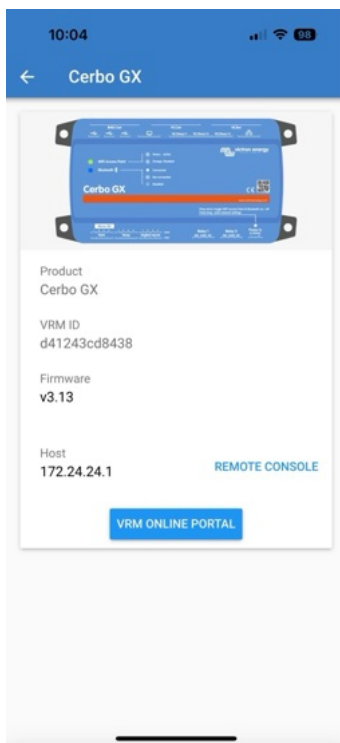 10:04
98
Cerbo GX
victron energy
Cerbo GX
Product
Cerbo GX
VRM ID
d41243cd8438
Firmware
v3.13
Host
172.24.24.1
REMOTE CONSOLE
VRM ONLINE PORTAL